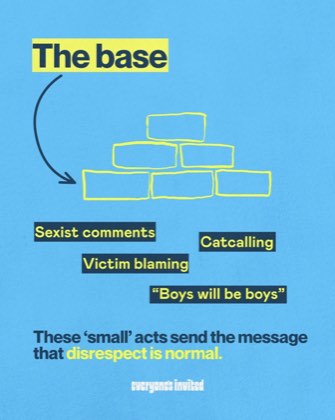 The base
Sexist comments
Catcalling
Victim blaming
“Boys will be boys”
These ‘small’ acts send the message
that disrespect is normal.
everyone's invited